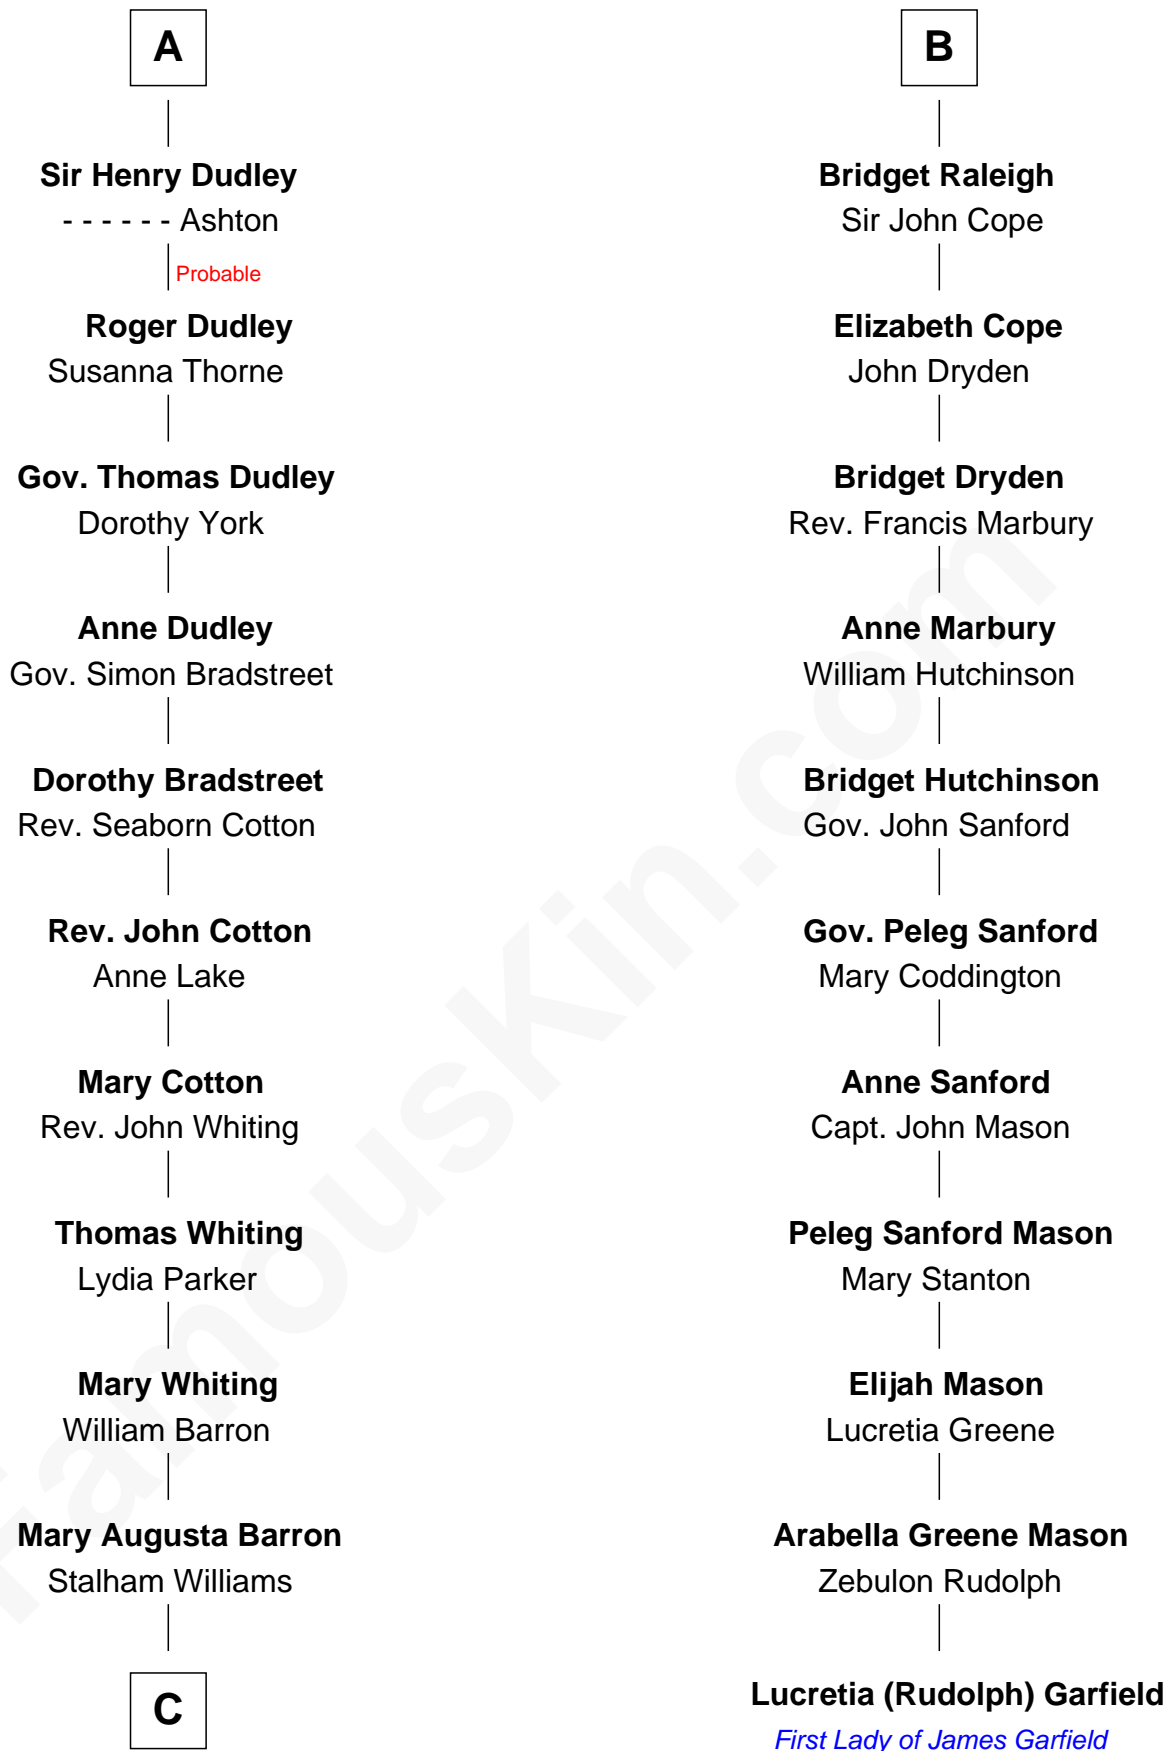 A
Sir Henry Dudley
- - - - - - Ashton
Probable
Roger Dudley
Susanna Thorne
Gov. Thomas Dudley
Dorothy York
Anne Dudley
Gov. Simon Bradstreet
Dorothy Bradstreet
Rev. Seaborn Cotton
Rev. John Cotton
Anne Lake
Mary Cotton
Rev. John Whiting
Thomas Whiting
Lydia Parker
Mary Whiting
William Barron
Mary Augusta Barron
Stalham Williams
C
B
Bridget Raleigh
Sir John Cope
Elizabeth Cope
John Dryden
Bridget Dryden
Rev. Francis Marbury
Anne Marbury
William Hutchinson
Bridget Hutchinson
Gov. John Sanford
Gov. Peleg Sanford
Mary Coddington
Anne Sanford
Capt. John Mason
Peleg Sanford Mason
Mary Stanton
Elijah Mason
Lucretia Greene
Arabella Greene Mason
Zebulon Rudolph
Lucretia (Rudolph) Garfield
First Lady of James Garfield
FamousKin.com